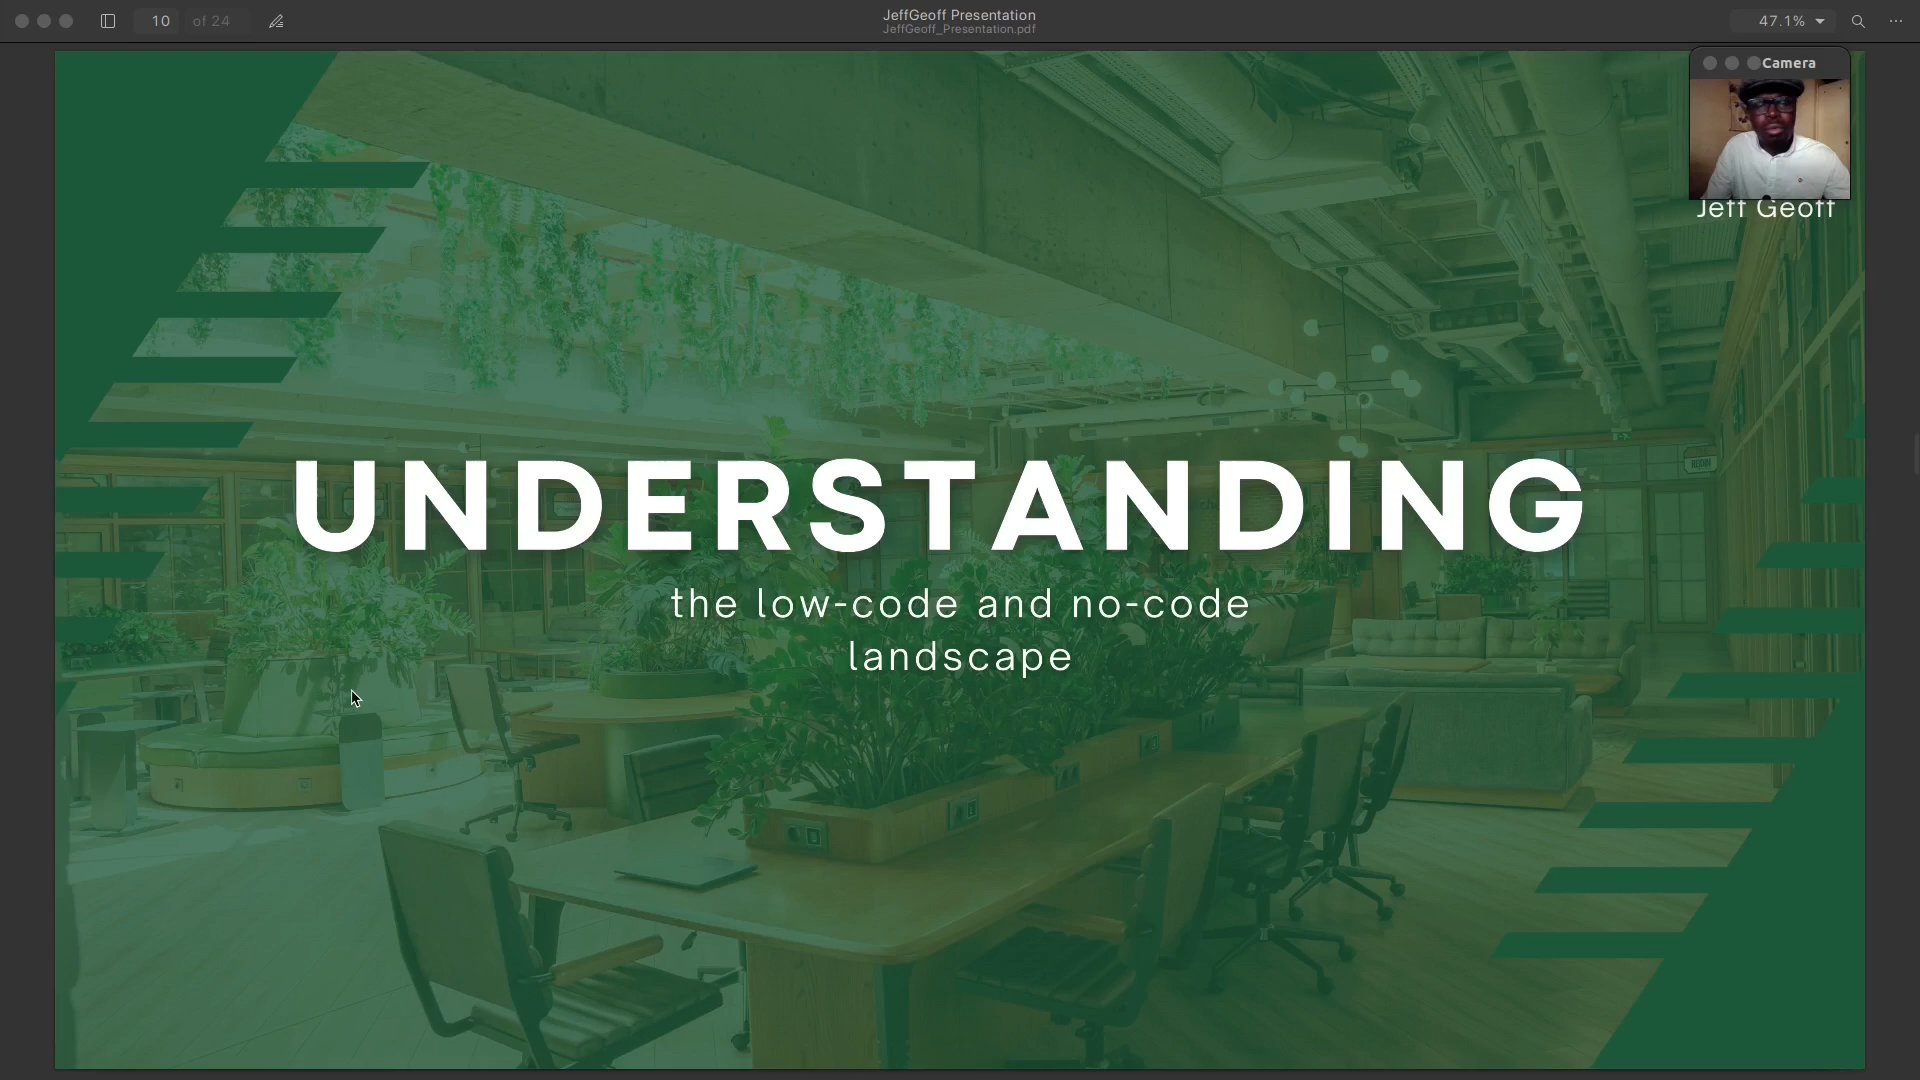 10 of 24
JeffGeoff Presentation
JeffGeoff_Presentation.pdf
47.1%
Camera
Jeff Geoff
UNDERSTANDING
the low-code and no-code
landscape